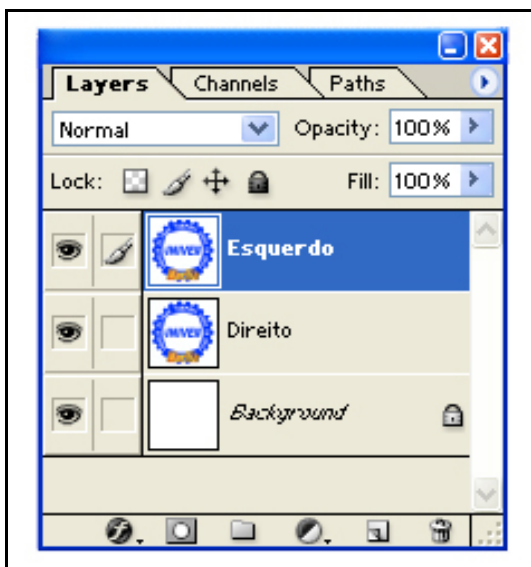 Layers Channels Paths
Normal Opacity: 100%
Lock: Fill: 100%
Esquerdo
Direito
Background